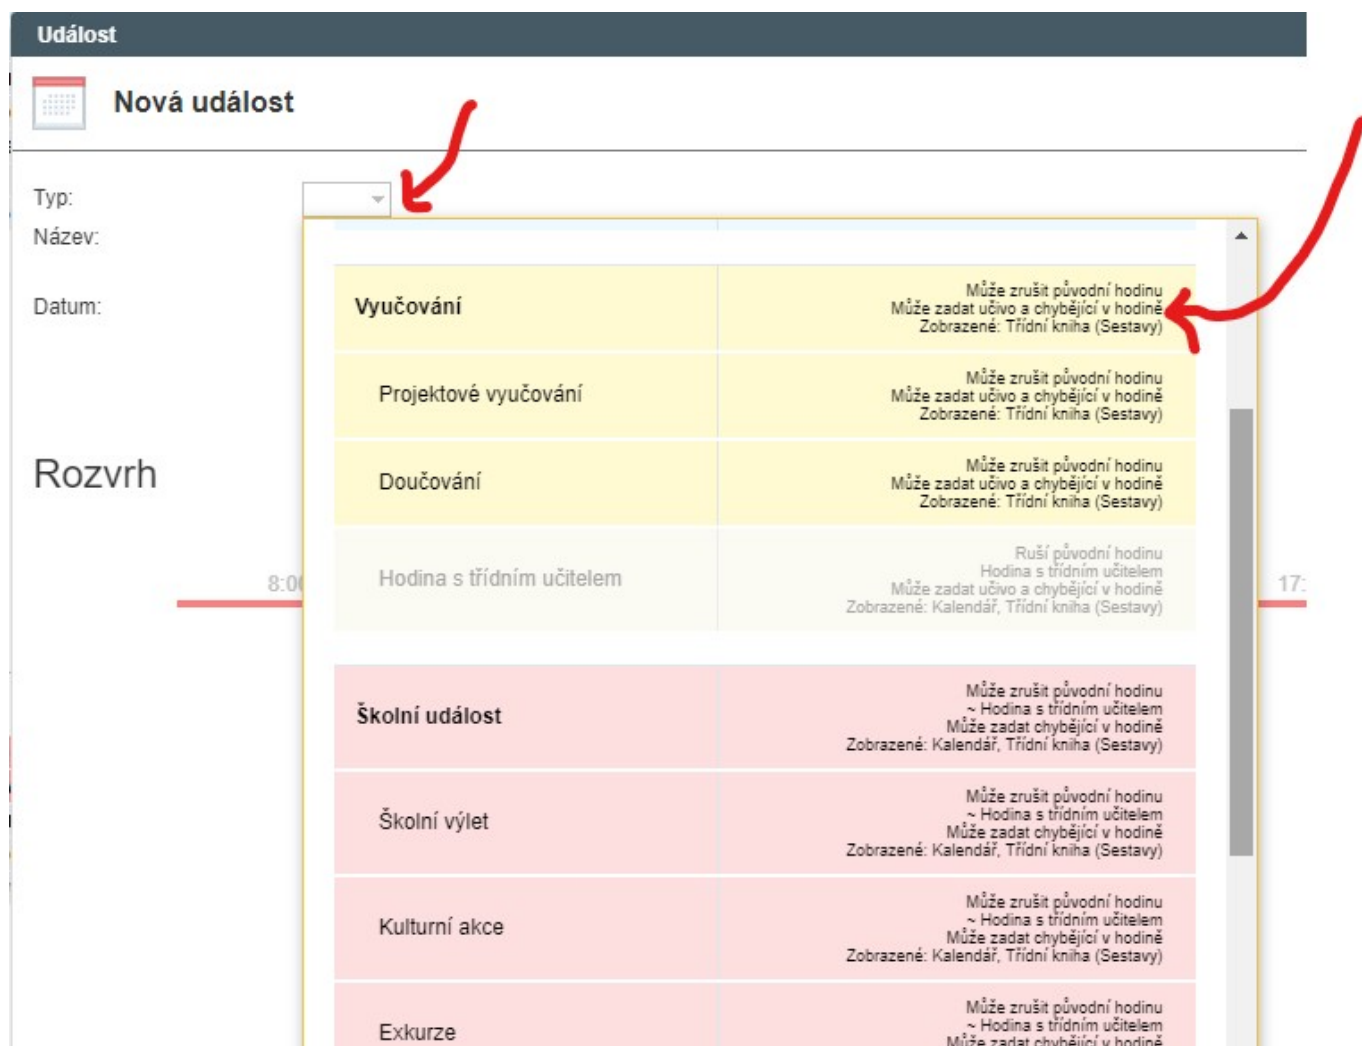 Událost
Nová událost
Typ:
Název:
Datum:
Rozvrh
8:00
17:
Vyučování
Může zrušit původní hodinu
Může zadat učivo a chybějící v hodině
Zobrazené: Třídní kniha (Sestavy)
Projektové vyučování
Může zrušit původní hodinu
Může zadat učivo a chybějící v hodině
Zobrazené: Třídní kniha (Sestavy)
Doučování
Může zrušit původní hodinu
Může zadat učivo a chybějící v hodině
Zobrazené: Třídní kniha (Sestavy)
Hodina s třídním učitelem
Ruší původní hodinu
Hodina s třídním učitelem
Může zadat učivo a chybějící v hodině
Zobrazené: Kalendář, Třídní kniha (Sestavy)
Školní událost
Může zrušit původní hodinu
~ Hodina s třídním učitelem
Může zadat chybějící v hodině
Zobrazené: Kalendář, Třídní kniha (Sestavy)
Školní výlet
Může zrušit původní hodinu
~ Hodina s třídním učitelem
Může zadat chybějící v hodině
Zobrazené: Kalendář, Třídní kniha (Sestavy)
Kulturní akce
Může zrušit původní hodinu
~ Hodina s třídním učitelem
Může zadat chybějící v hodině
Zobrazené: Kalendář, Třídní kniha (Sestavy)
Exkurze
Může zrušit původní hodinu
~ Hodina s třídním učitelem
Může zadat chybějící v hodině